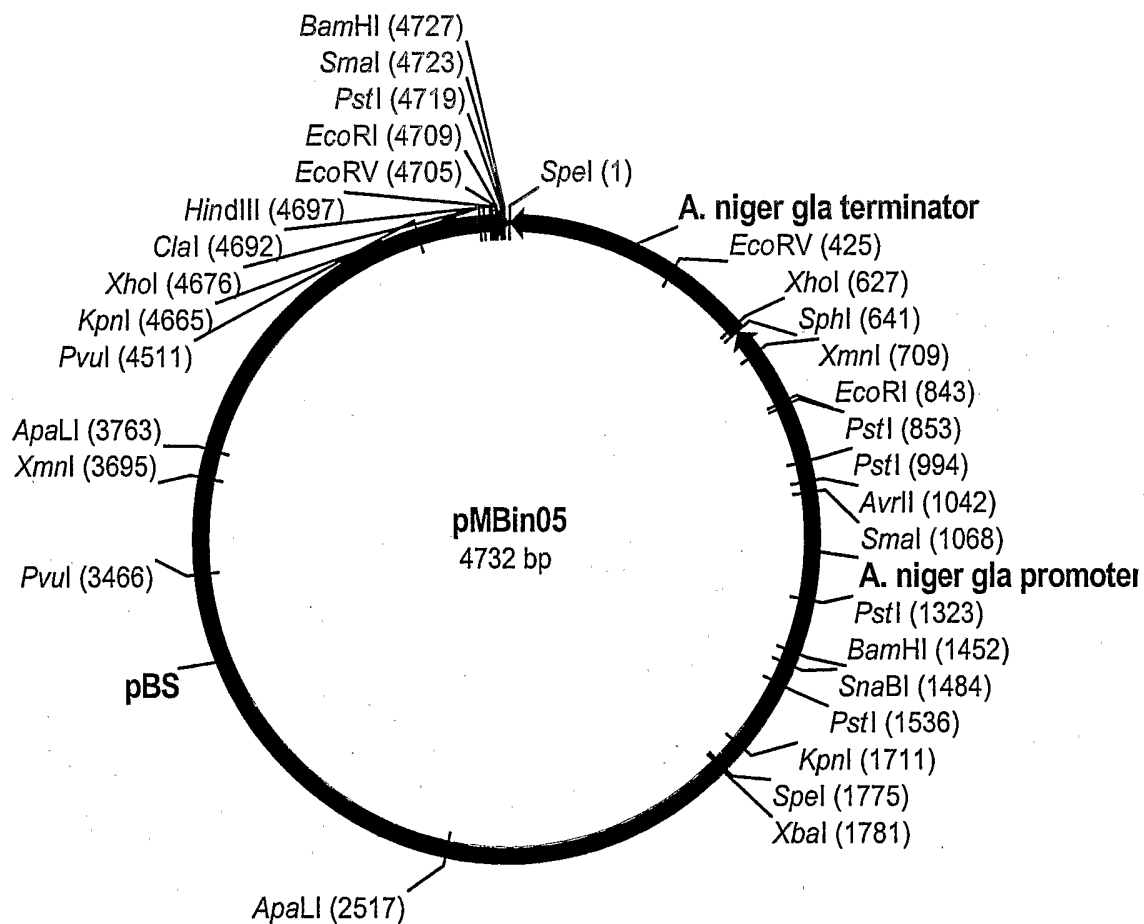 BamHI (4727)
SmaI (4723)
PstI (4719)
EcoRI (4709)
EcoRV (4705)
HindIII (4697)
ClaI (4692)
XhoI (4676)
KpnI (4665)
PvuI (4511)
ApaLI (3763)
XmnI (3695)
PvuI (3466)
pBS
ApaLI (2517)
SpeI (1)
A. niger gla terminator
EcoRV (425)
XhoI (627)
SphI (641)
XmnI (709)
EcoRI (843)
PstI (853)
PstI (994)
AvrII (1042)
SmaI (1068)
A. niger gla promoter
PstI (1323)
BamHI (1452)
SnaBI (1484)
PstI (1536)
KpnI (1711)
SpeI (1775)
XbaI (1781)
pMBin05
4732 bp